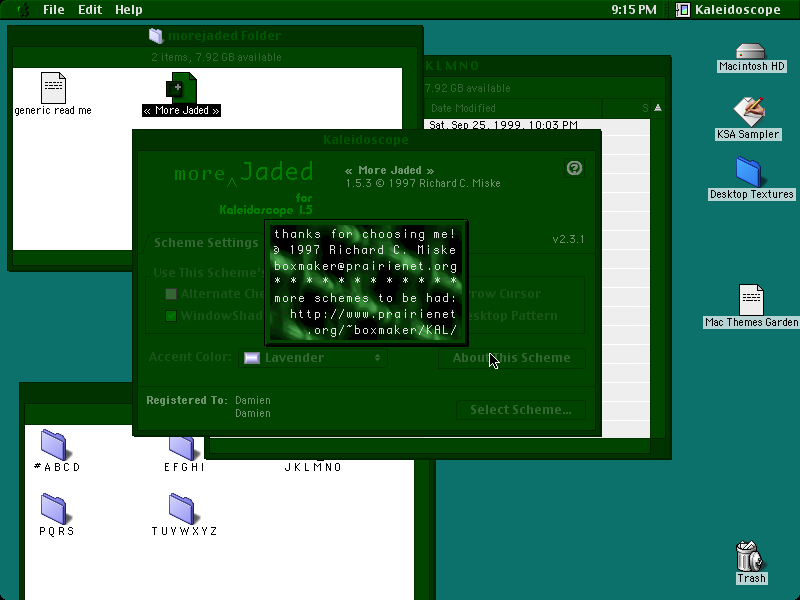 File Edit Help
9:15 PM
Kaleidoscope
morejaded Folder
2 items, 7.92 GB available
generic read me
« More Jaded »
KLMNO
7.92 GB available
Date Modified
S
Sat, Sep 25, 1999, 10:03 PM
Macintosh HD
KSA Sampler
Desktop Textures
Mac Themes Garden
Trash
Kaleidoscope
more^Jaded
for
Kaleidoscope 1.5
« More Jaded »
1.5.3 © 1997 Richard C. Miske
Scheme Settings
v2.3.1
Use This Scheme's
Alternate Che
rrow Cursor
WindowShad
esktop Pattern
thanks for choosing me!
© 1997 Richard C. Miske
boxmaker@prairienet.org
* * * * * * * * * * * *
more schemes to be had:
http://www.prairienet
.org/~boxmaker/KAL/
Accent Color: Lavender
About This Scheme
Registered To: Damien
Damien
Select Scheme...
#ABCD
EFGHI
JKLMNO
PQRS
TUVWXYZ